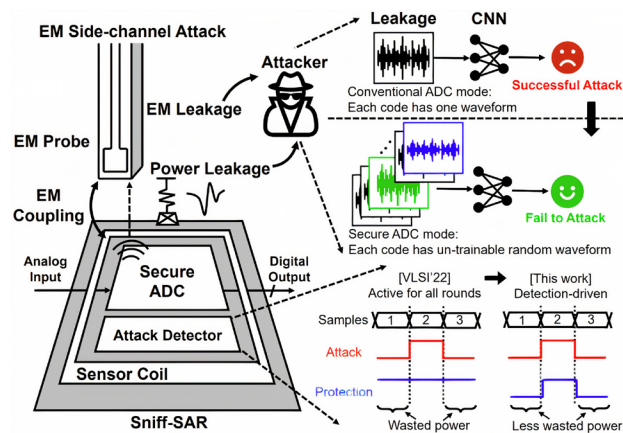 EM Side-channel Attack
Leakage
CNN
Attacker
EM Leakage
Successful Attack
Conventional ADC mode:
Each code has one waveform
EM Probe
Power Leakage
EM
Coupling
Fail to Attack
Secure ADC mode:
Each code has un-trainable random waveform
Analog
Input
Secure
ADC
Digital
Output
Attack Detector
Sensor Coil
Sniff-SAR
[VLSI'22]
Active for all rounds
[This work]
Detection-driven
Samples
1 2 3
1 2 3
Attack
Protection
Wasted power
Less wasted power